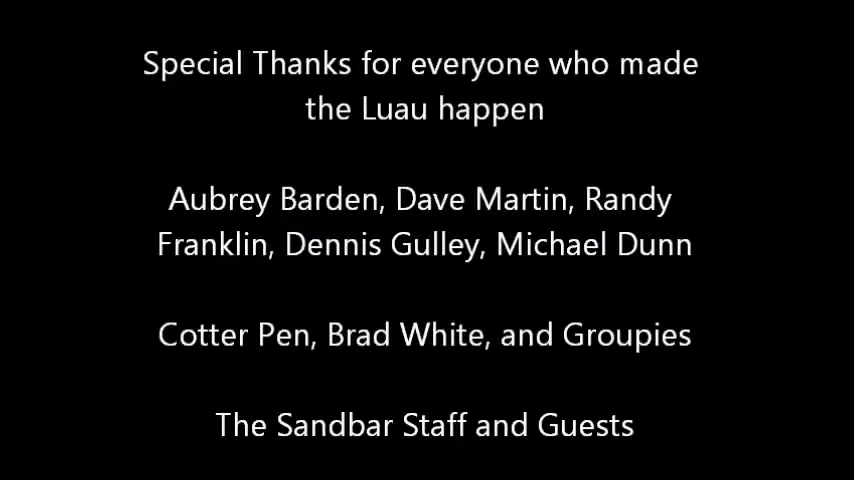 Special Thanks for everyone who made
the Luau happen
Aubrey Barden, Dave Martin, Randy
Franklin, Dennis Gulley, Michael Dunn
Cotter Pen, Brad White, and Groupies
The Sandbar Staff and Guests